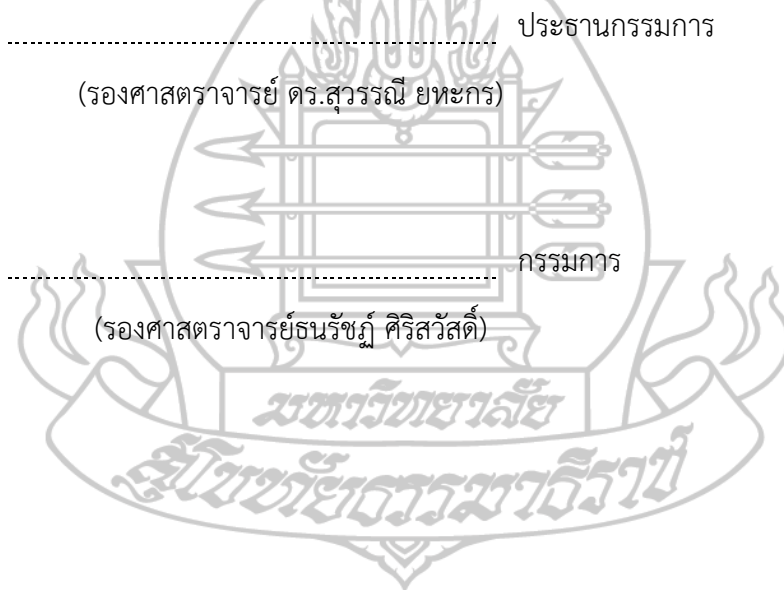 ประธานกรรมการ
(รองศาสตราจารย์ ดร.สุวรรณี ยหะกร)
กรรมการ
(รองศาสตราจารย์ธนรัชฏ์ ศิริสวัสดิ์)
มหาวิทยาลัย
สุโขทัยธรรมาธิราช